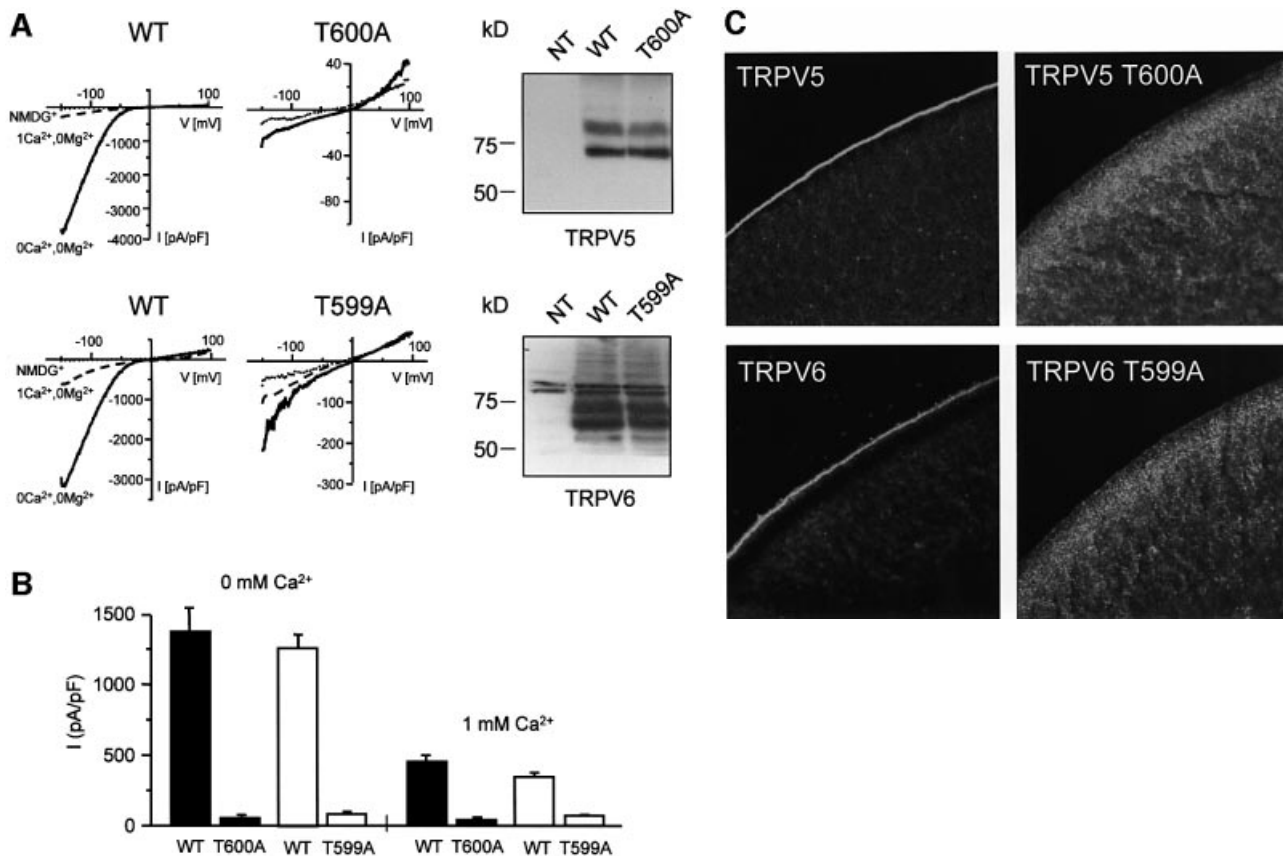 A
WT
T600A
NMDG⁺
1Ca²⁺,0Mg²⁺
0Ca²⁺,0Mg²⁺
-100
100
V [mV]
-1000
-2000
-3000
-4000
I [pA/pF]
40
-100
100
V [mV]
-40
-80
I [pA/pF]
kD
NT
WT
T600A
75
50
TRPV5
WT
T599A
NMDG⁺
1Ca²⁺,0Mg²⁺
0Ca²⁺,0Mg²⁺
-100
100
V [mV]
-1000
-2000
-3000
I [pA/pF]
-100
100
V [mV]
-100
-200
-300
I [pA/pF]
kD
NT
WT
T599A
75
50
TRPV6
B
0 mM Ca²⁺
1 mM Ca²⁺
I (pA/pF)
1500
1000
500
0
WT T600A WT T599A WT T600A WT T599A
C
TRPV5
TRPV5 T600A
TRPV6
TRPV6 T599A